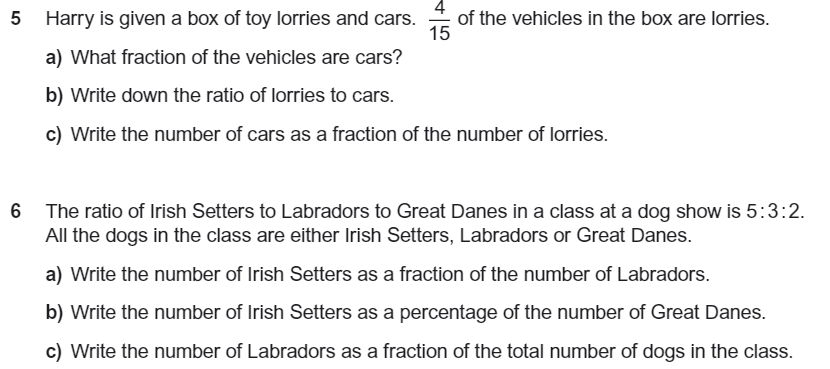 5 Harry is given a box of toy lorries and cars. 4/15 of the vehicles in the box are lorries.
a) What fraction of the vehicles are cars?
b) Write down the ratio of lorries to cars.
c) Write the number of cars as a fraction of the number of lorries.
6 The ratio of Irish Setters to Labradors to Great Danes in a class at a dog show is 5:3:2.
All the dogs in the class are either Irish Setters, Labradors or Great Danes.
a) Write the number of Irish Setters as a fraction of the number of Labradors.
b) Write the number of Irish Setters as a percentage of the number of Great Danes.
c) Write the number of Labradors as a fraction of the total number of dogs in the class.